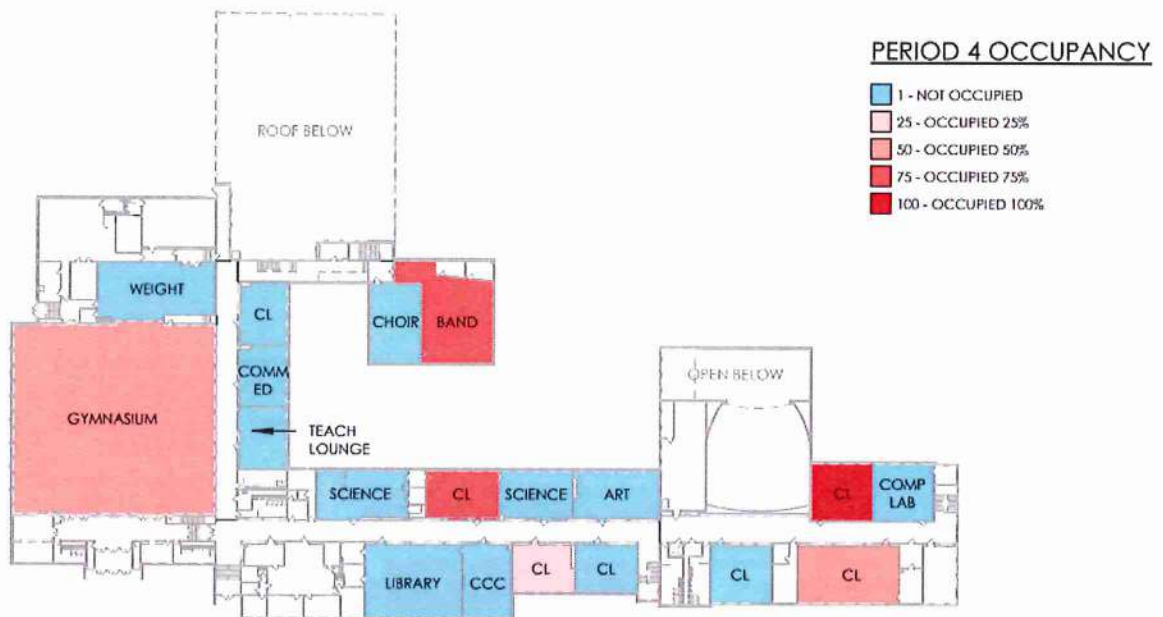 PERIOD 4 OCCUPANCY
1 - NOT OCCUPIED
25 - OCCUPIED 25%
50 - OCCUPIED 50%
75 - OCCUPIED 75%
100 - OCCUPIED 100%
ROOF BELOW
WEIGHT
CL
CHOIR
BAND
COMM
ED
OPEN BELOW
GYMNASIUM
TEACH
LOUNGE
SCIENCE
CL
SCIENCE
ART
CL
COMP
LAB
LIBRARY
CCC
CL
CL
CL
CL